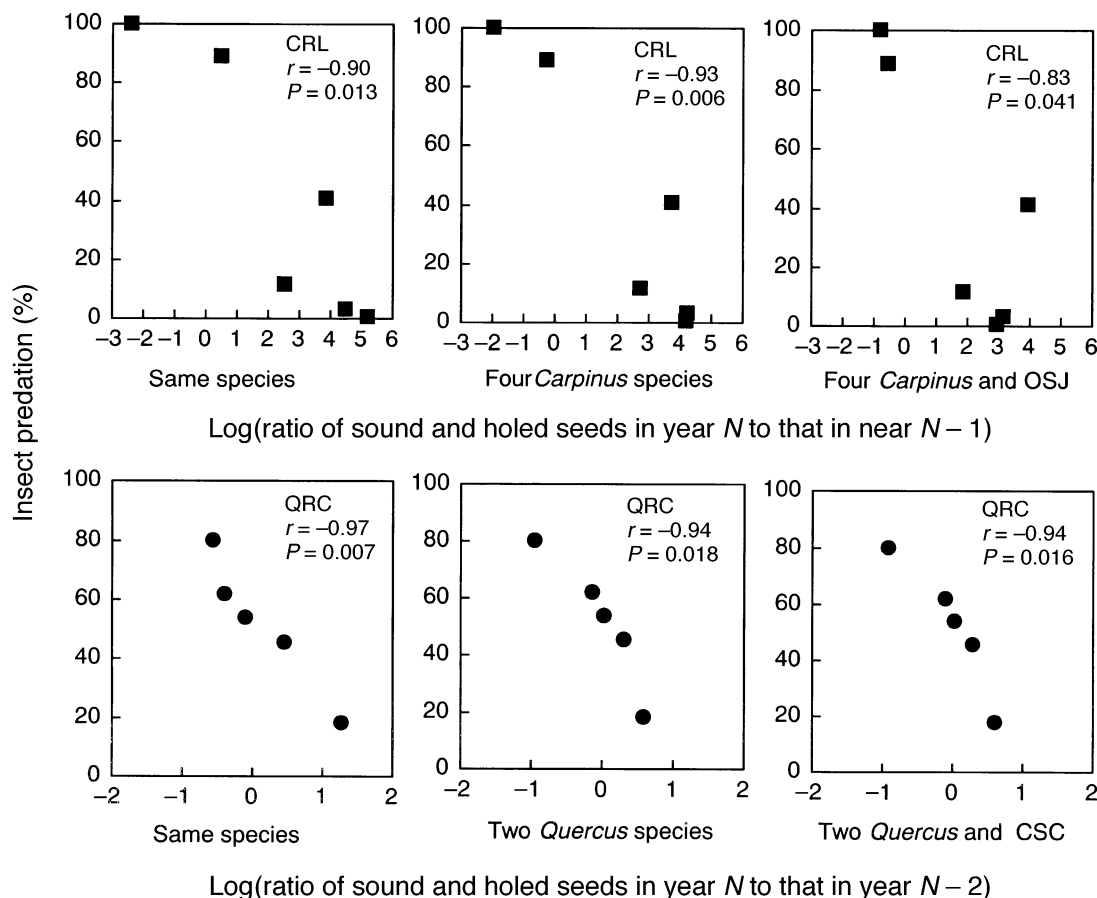 Insect predation (%)
100
80
60
40
20
0
CRL
r = –0.90
P = 0.013
–3 –2 –1 0 1 2 3 4 5 6
Same species
100
80
60
40
20
0
CRL
r = –0.93
P = 0.006
–3 –2 –1 0 1 2 3 4 5 6
Four Carpinus species
100
80
60
40
20
0
CRL
r = –0.83
P = 0.041
–3 –2 –1 0 1 2 3 4 5 6
Four Carpinus and OSJ
Log(ratio of sound and holed seeds in year N to that in near N – 1)
100
80
60
40
20
0
QRC
r = –0.97
P = 0.007
–2 –1 0 1 2
Same species
100
80
60
40
20
0
QRC
r = –0.94
P = 0.018
–2 –1 0 1 2
Two Quercus species
100
80
60
40
20
0
QRC
r = –0.94
P = 0.016
–2 –1 0 1 2
Two Quercus and CSC
Log(ratio of sound and holed seeds in year N to that in year N – 2)